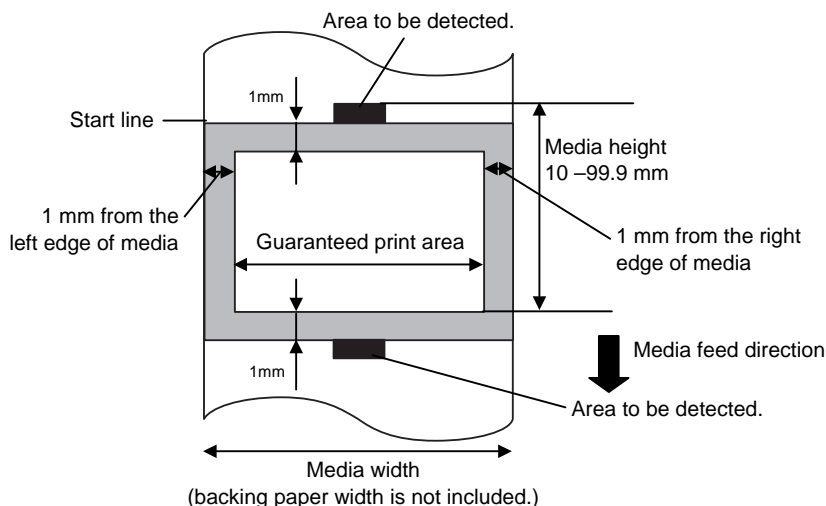 Area to be detected.
1mm
Start line
Media height
10 –99.9 mm
1 mm from the
left edge of media
Guaranteed print area
1 mm from the right
edge of media
1mm
Media feed direction
Area to be detected.
Media width
(backing paper width is not included.)